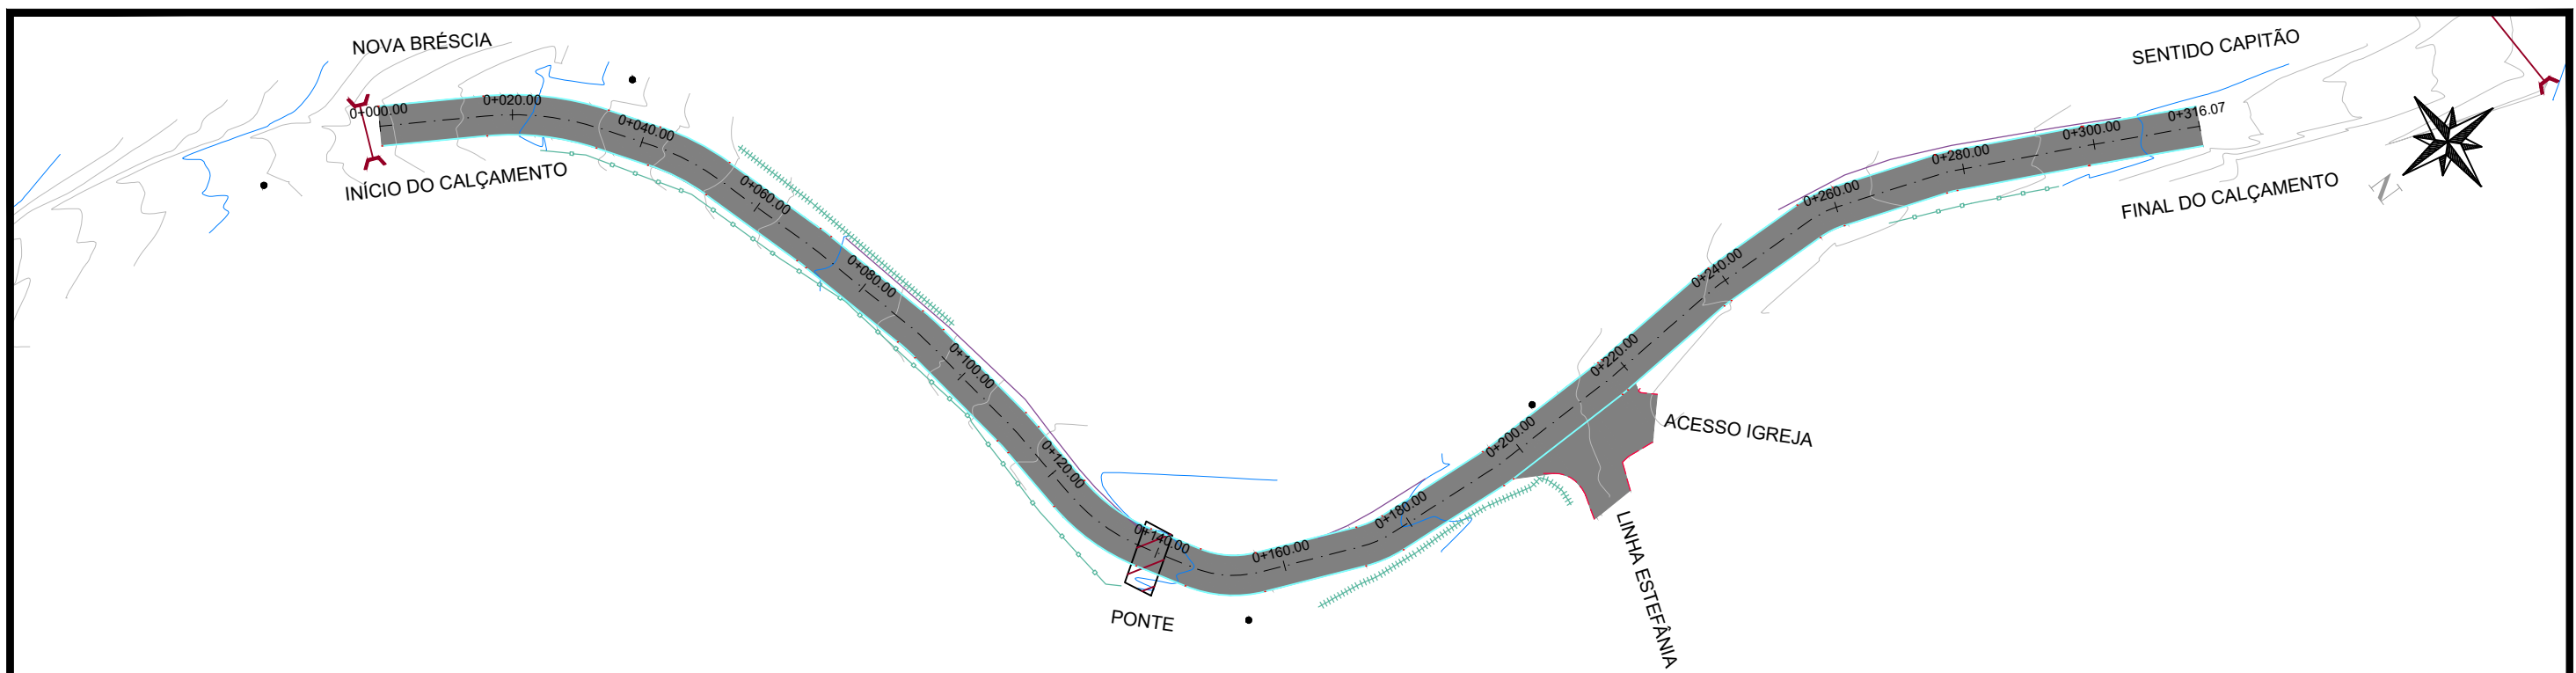 NOVA BRÉSCIA
SENTIDO CAPITÃO
0+000.00
0+020.00
0+040.00
INÍCIO DO CALÇAMENTO
0+060.00
0+080.00
0+100.00
0+120.00
0+140.00
PONTE
0+160.00
0+180.00
0+200.00
0+220.00
ACESSO IGREJA
LINHA ESTEFÂNIA
0+240.00
0+260.00
0+280.00
0+300.00
0+316.07
FINAL DO CALÇAMENTO
N